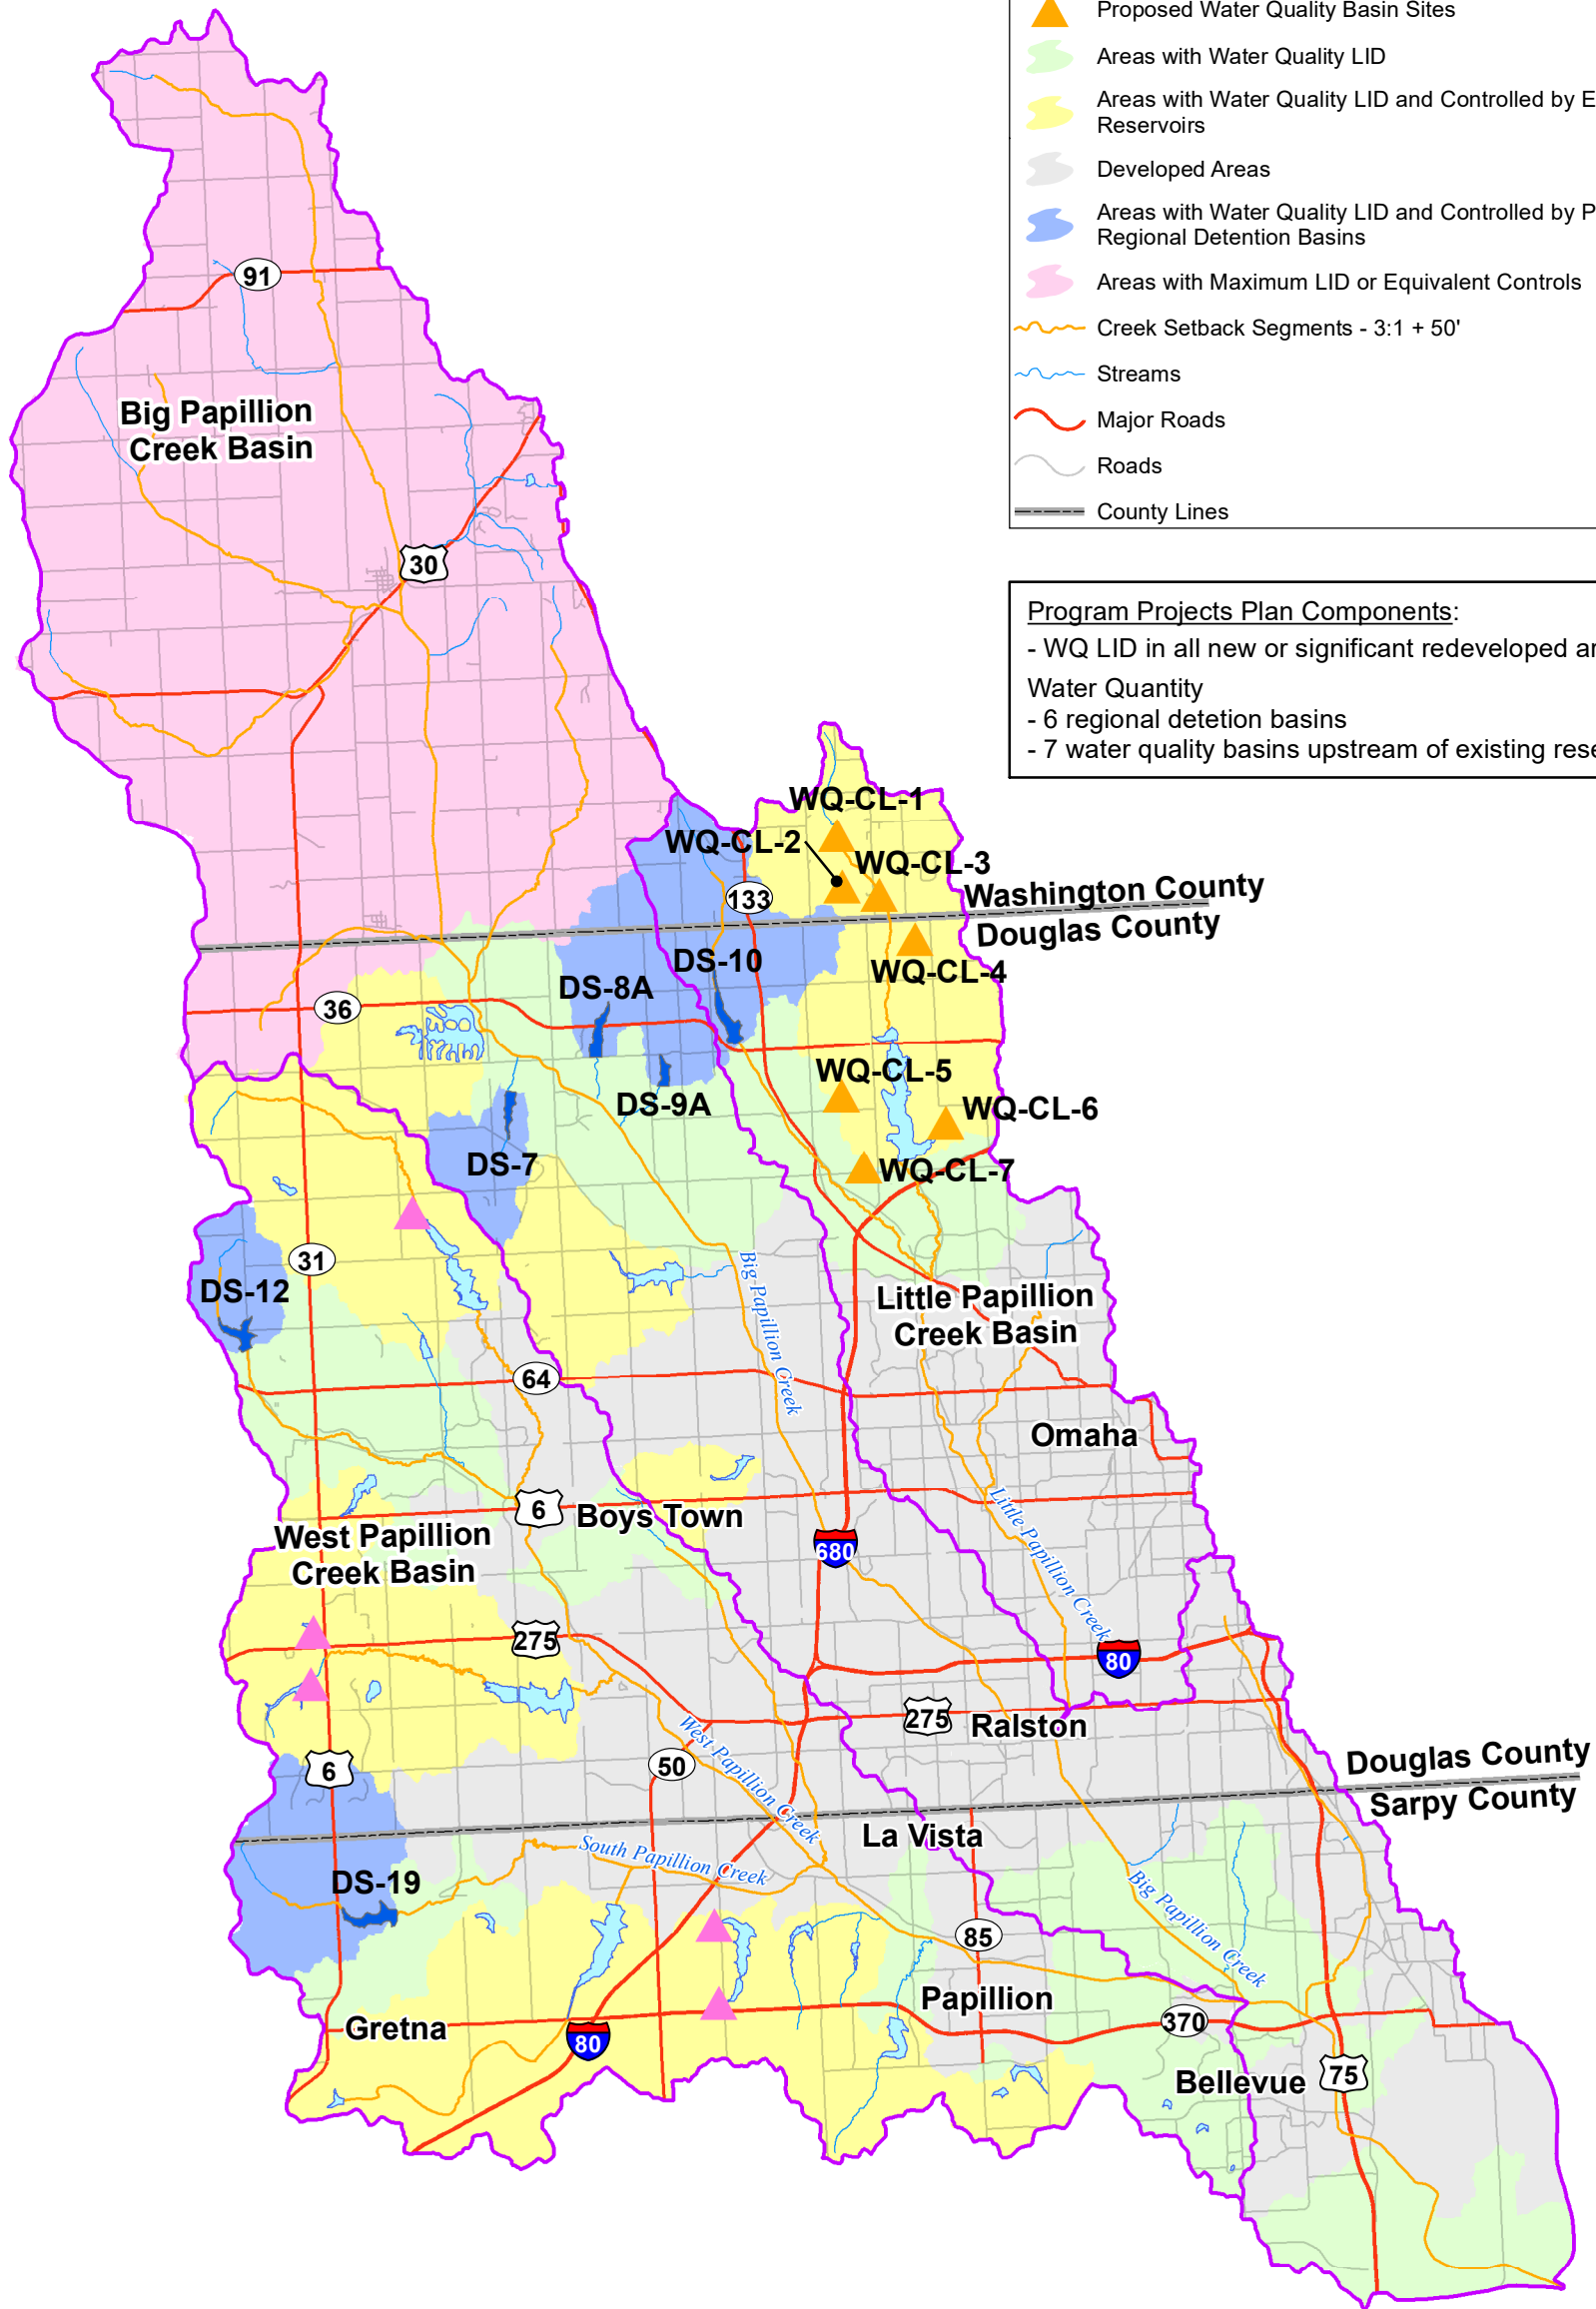 Proposed Water Quality Basin Sites
Areas with Water Quality LID
Areas with Water Quality LID and Controlled by E
Reservoirs
Developed Areas
Areas with Water Quality LID and Controlled by P
Regional Detention Basins
Areas with Maximum LID or Equivalent Controls
Creek Setback Segments - 3:1 + 50'
Streams
Major Roads
Roads
County Lines
Program Projects Plan Components:
- WQ LID in all new or significant redeveloped ar
Water Quantity
- 6 regional detetion basins
- 7 water quality basins upstream of existing rese
91
Big Papillion
Creek Basin
30
WQ-CL-1
WQ-CL-2
WQ-CL-3
133
Washington County
Douglas County
WQ-CL-4
DS-10
DS-8A
36
WQ-CL-5
DS-9A
WQ-CL-6
DS-7
WQ-CL-7
31
DS-12
Big Papillion Creek
Little Papillion
Creek Basin
64
Omaha
6
Boys Town
West Papillion
Creek Basin
680
Little Papillion Creek
275
80
275
Ralston
West Papillion Creek
50
6
Douglas County
Sarpy County
La Vista
South Papillion Creek
DS-19
Big Papillion Creek
85
Papillion
370
Gretna
80
75
Bellevue